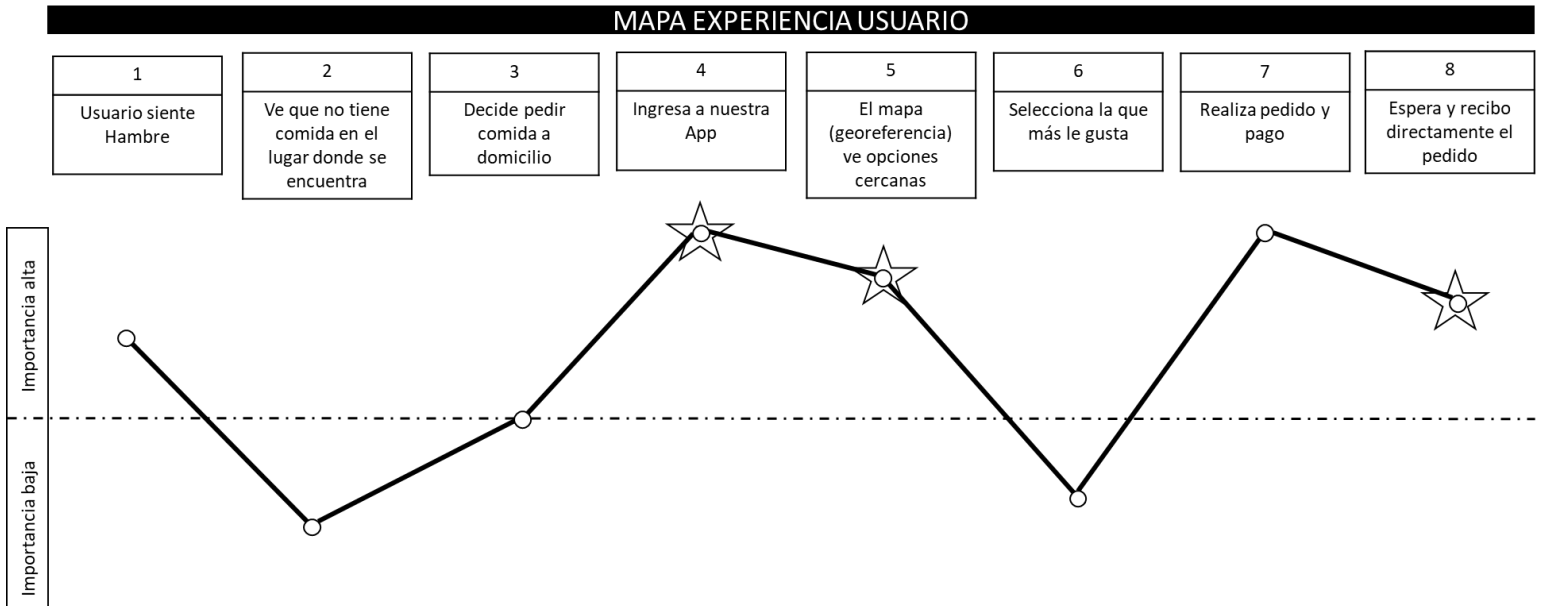 MAPA EXPERIENCIA USUARIO
1
Usuario siente
Hambre
2
Ve que no tiene
comida en el
lugar donde se
encuentra
3
Decide pedir
comida a
domicilio
4
Ingresa a nuestra
App
5
El mapa
(georeferencia)
ve opciones
cercanas
6
Selecciona la que
más le gusta
7
Realiza pedido y
pago
8
Espera y recibo
directamente el
pedido
Importancia alta
Importancia baja